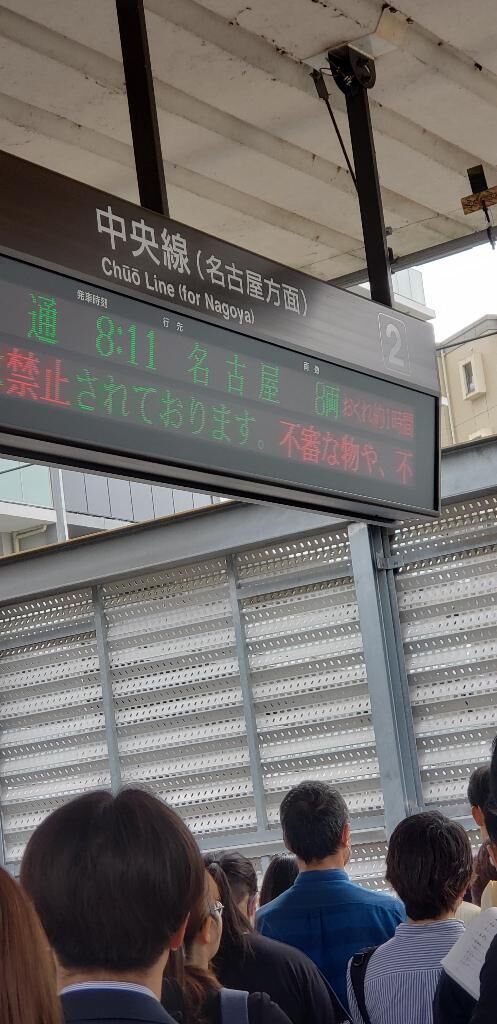 中央線(名古屋方面)
Chūō Line (for Nagoya)
2
発車時刻 行先 両数
通 8:11 名古屋 8両 おくれ約1時間
禁止されております。不審な物や、不